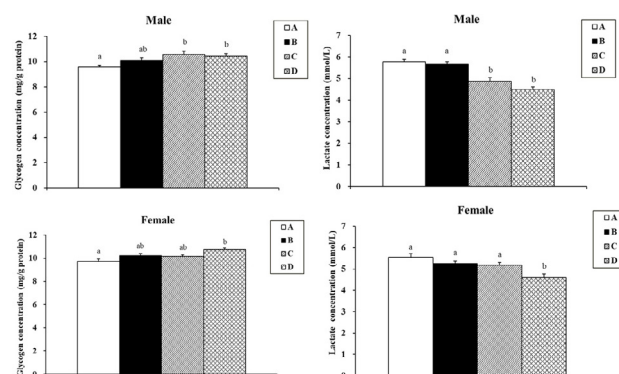 Male
Glycogen concentration (mg/g protein)
12
10
8
6
4
2
0
a
ab
b
b
A
B
C
D
Male
Lactate concentration (mmol/L)
7
6
5
4
3
2
1
0
a
a
b
b
A
B
C
D
Female
Glycogen concentration (mg/g protein)
12
10
8
6
4
2
0
a
ab
ab
b
A
B
C
D
Female
Lactate concentration (mmol/L)
6
5
4
3
2
1
0
a
a
a
b
A
B
C
D